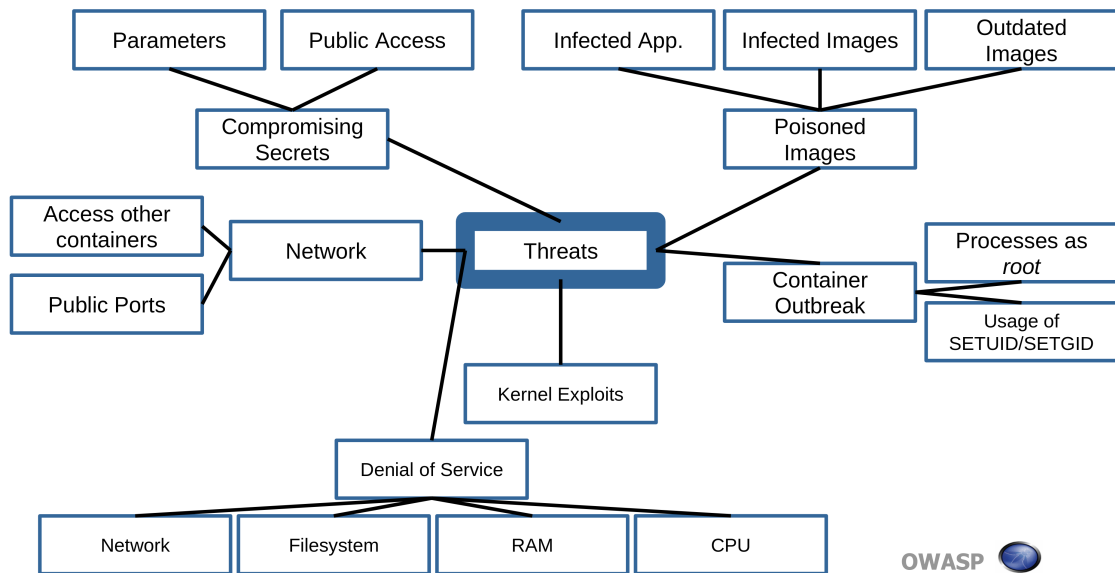 Parameters
Public Access
Infected App.
Infected Images
Outdated
Images
Compromising
Secrets
Poisoned
Images
Access other
containers
Network
Threats
Processes as
root
Container
Outbreak
Public Ports
Usage of
SETUID/SETGID
Kernel Exploits
Denial of Service
Network
Filesystem
RAM
CPU
OWASP